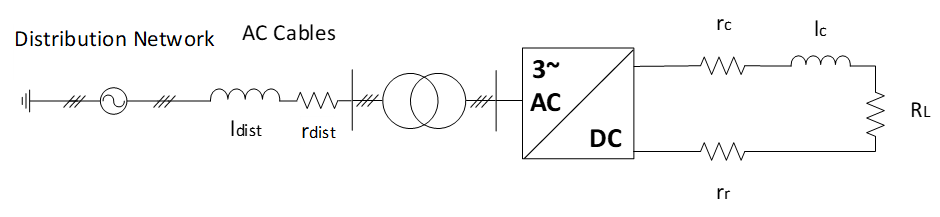 Distribution Network
AC Cables
ldist
rdist
3~
AC
DC
rc
lc
RL
rr